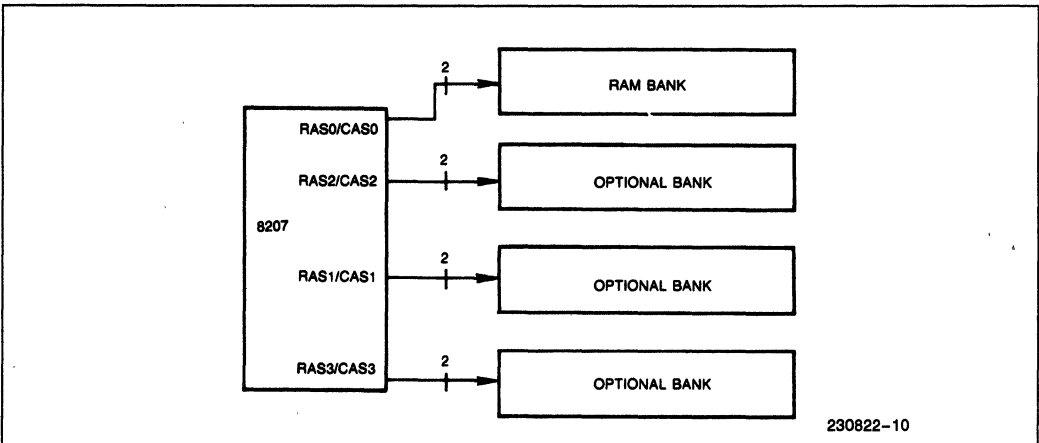 2
RAM BANK
RAS0/CAS0
2
RAS2/CAS2
OPTIONAL BANK
8207
2
RAS1/CAS1
OPTIONAL BANK
2
RAS3/CAS3
OPTIONAL BANK
230822-10